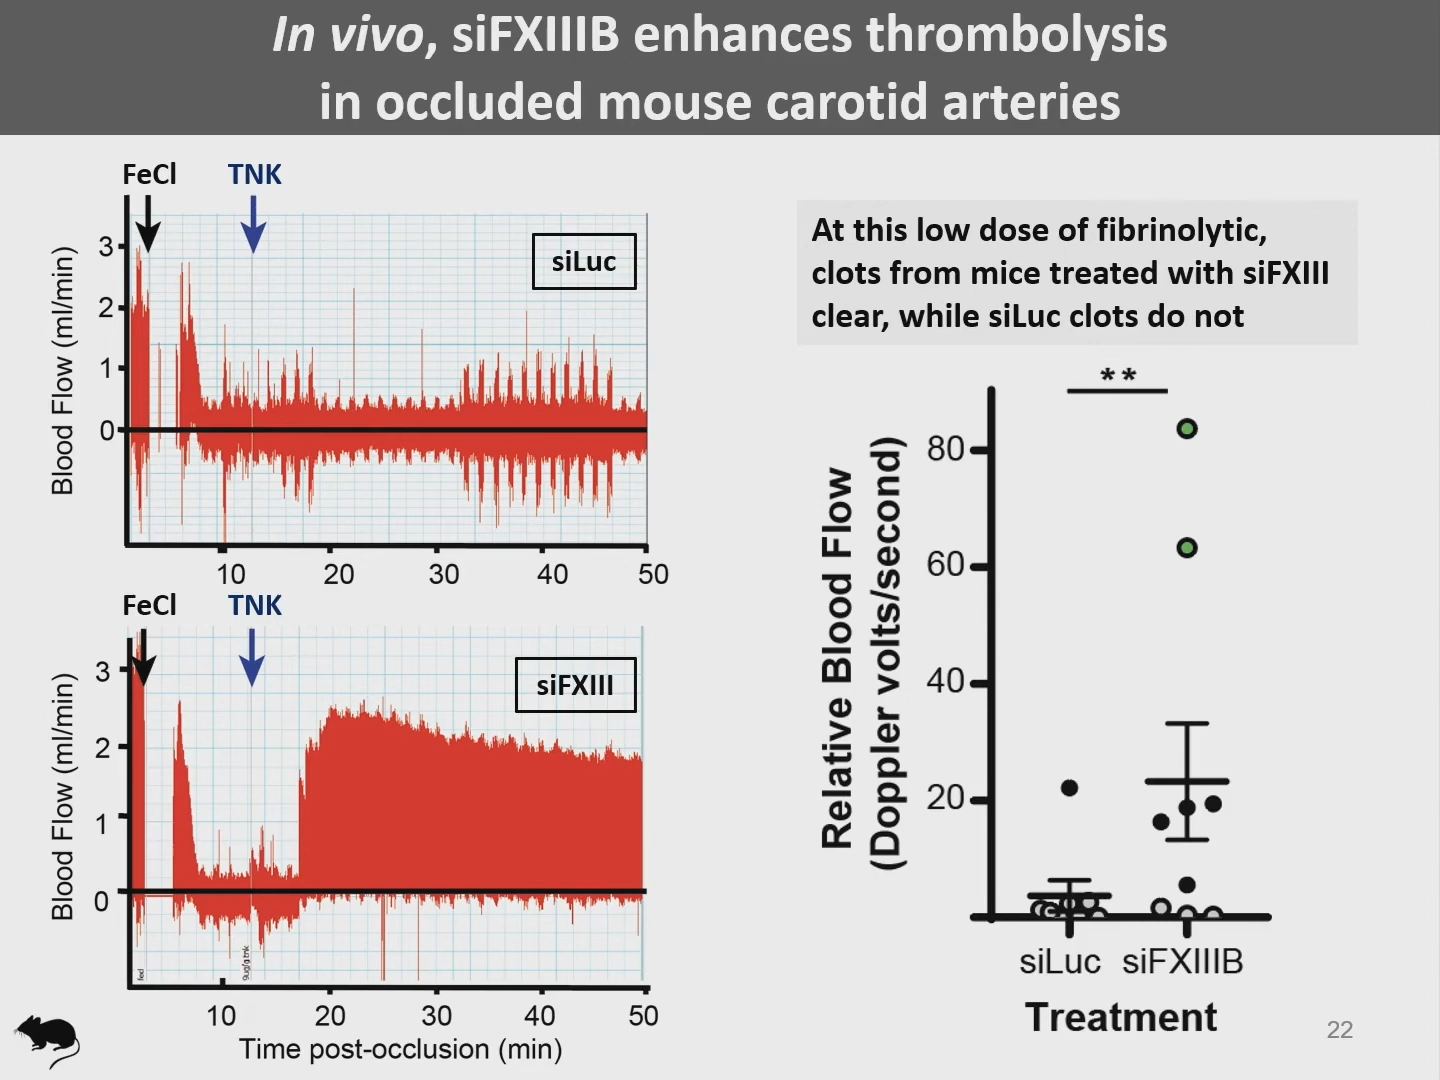 In vivo, siFXIIIB enhances thrombolysis
in occluded mouse carotid arteries
FeCl
TNK
siLuc
Blood Flow (ml/min)
3
2
1
0
10 20 30 40 50
FeCl
TNK
siFXIII
Blood Flow (ml/min)
3
2
1
0
fecl
9ug/g tnk
10 20 30 40 50
Time post-occlusion (min)
At this low dose of fibrinolytic,
clots from mice treated with siFXIII
clear, while siLuc clots do not
**
Relative Blood Flow
(Doppler volts/second)
80
60
40
20
siLuc siFXIIIB
Treatment
22